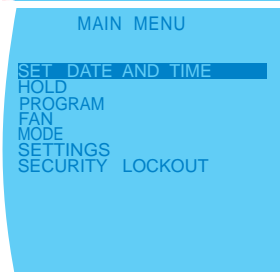 MAIN MENU
SET DATE AND TIME
HOLD
PROGRAM
FAN
MODE
SETTINGS
SECURITY LOCKOUT